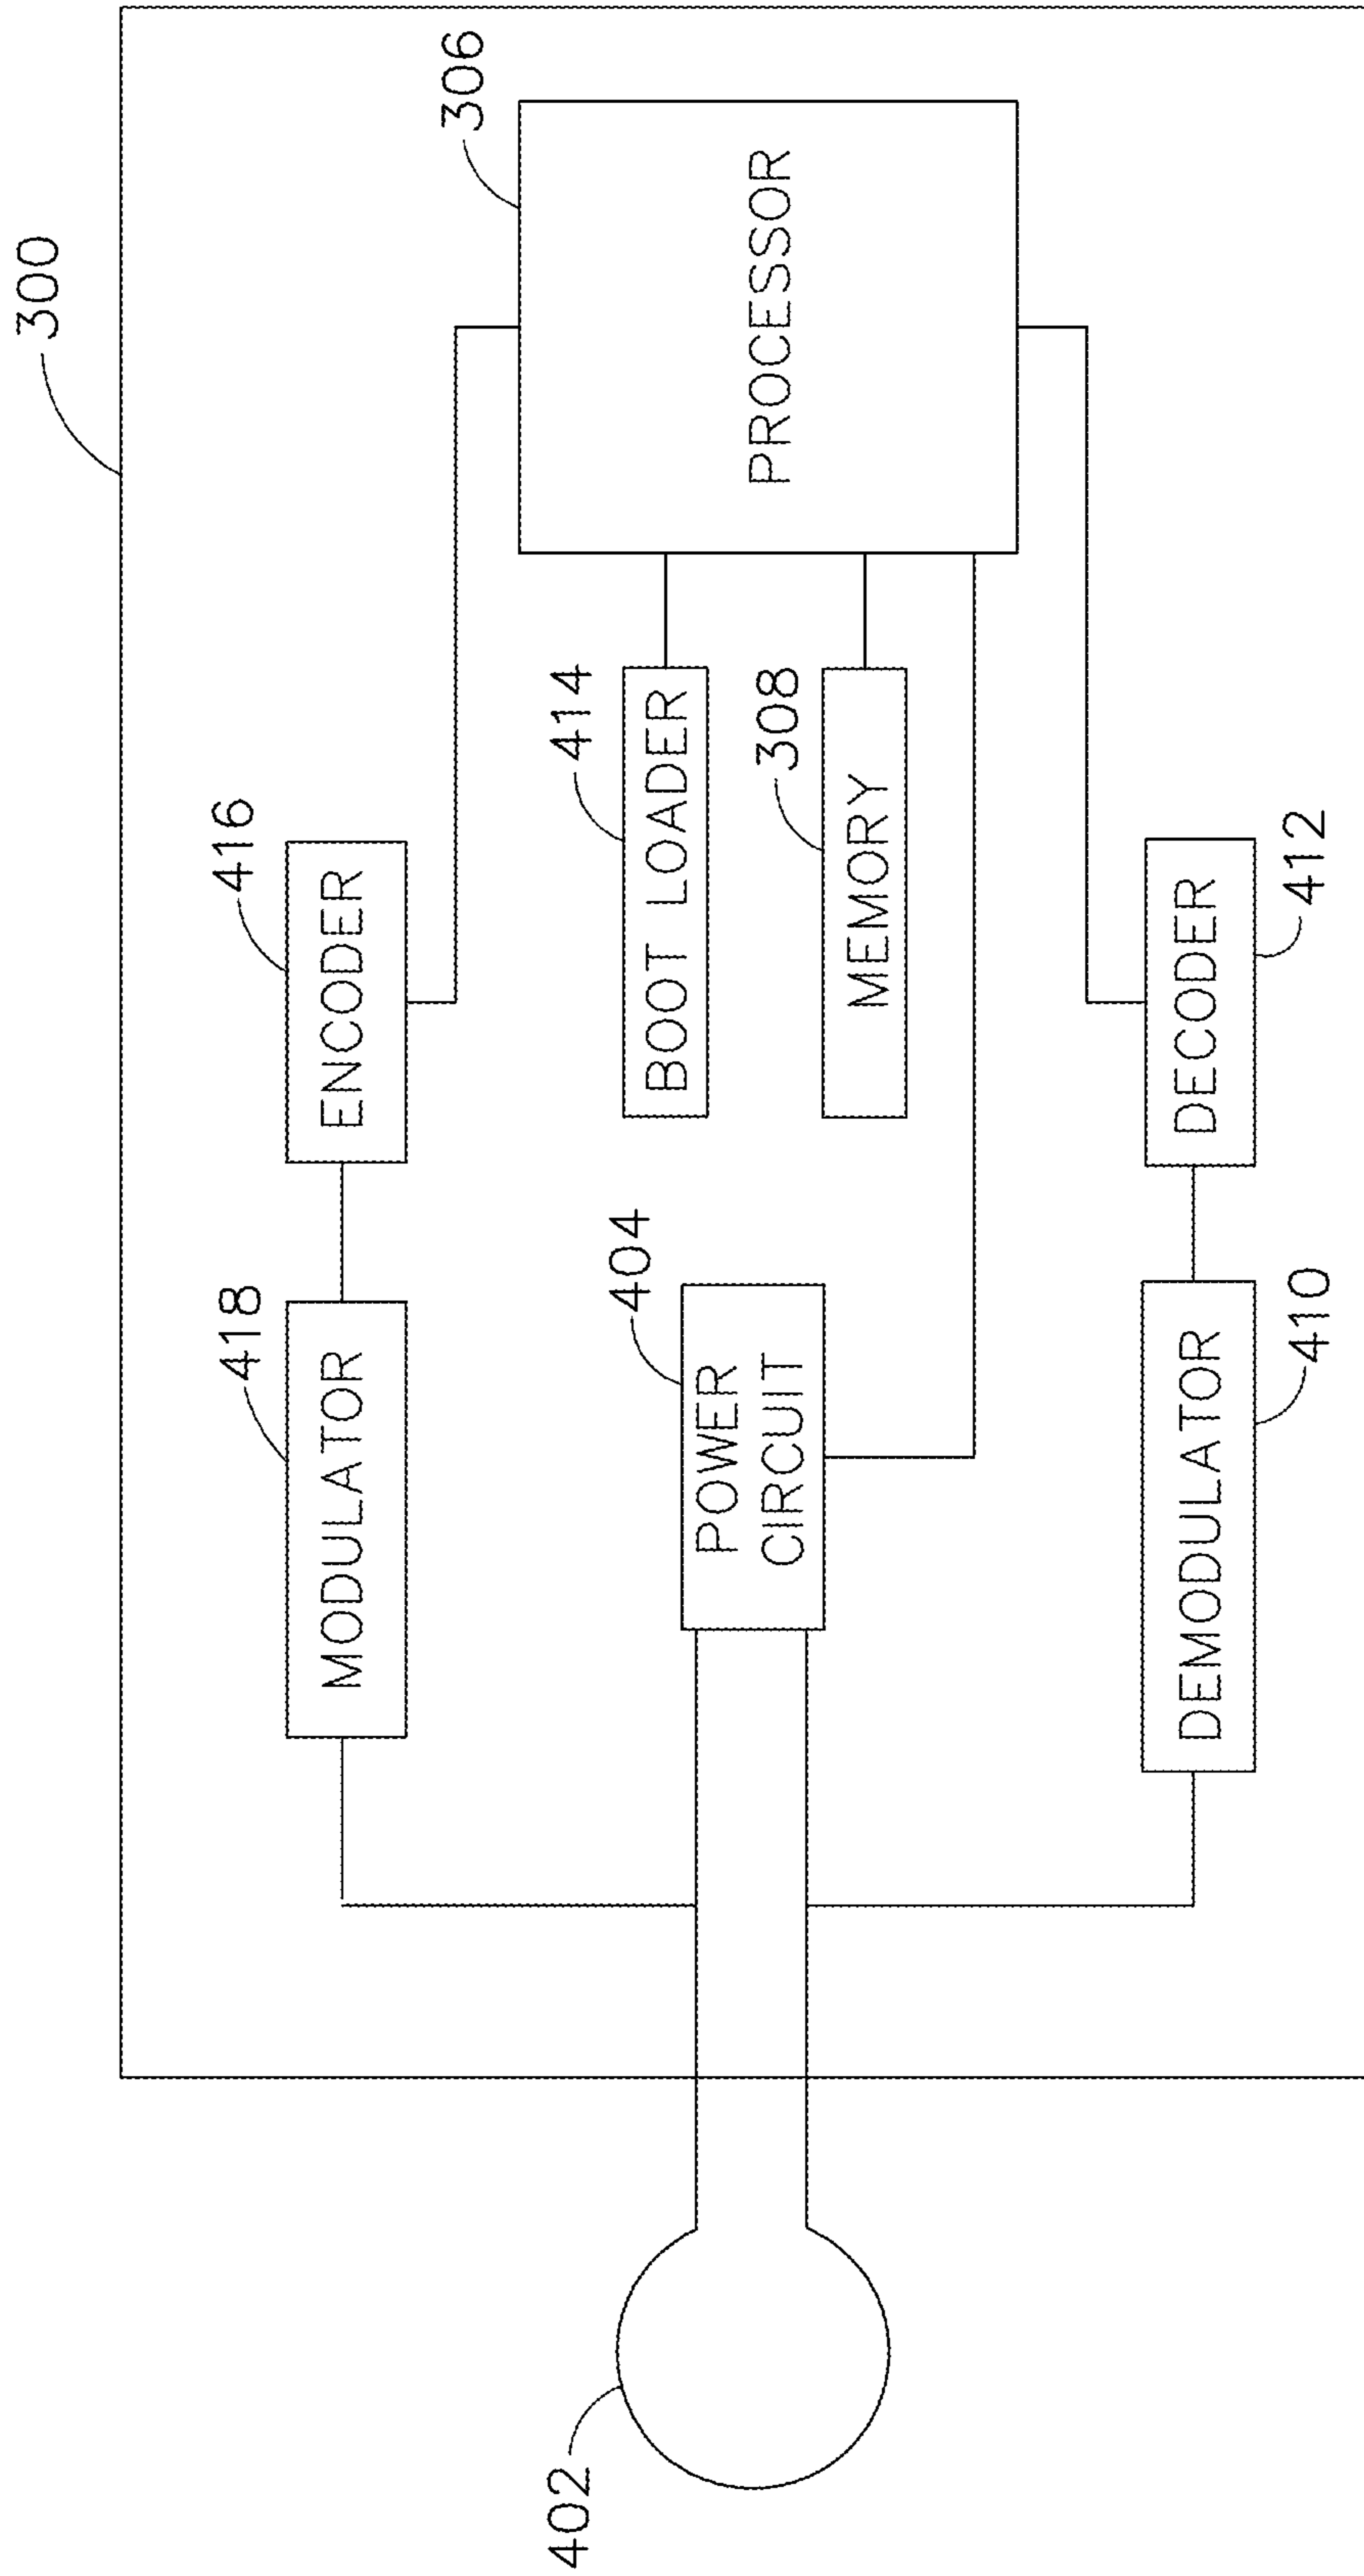 300
306
PROCESSOR
416
ENCODER
418
MODULATOR
414
BOOT LOADER
308
MEMORY
404
POWER
CIRCUIT
402
DECODER
412
DEMODULATOR
410